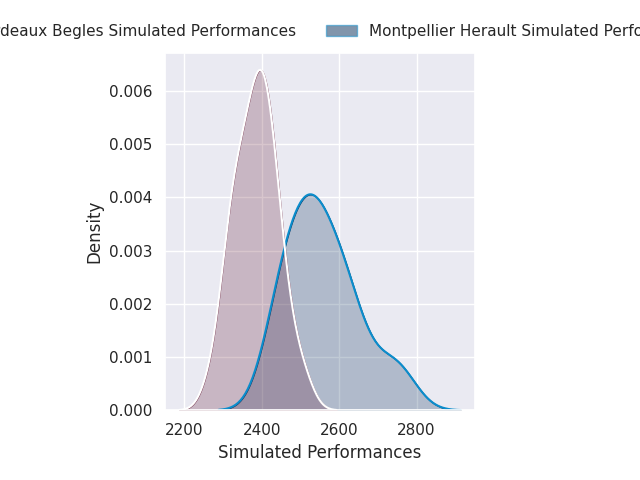 deaux Begles Simulated Performances Montpellier Herault Simulated Perfo
0.006
0.005
0.004
0.003
0.002
0.001
0.000
Density
2200 2400 2600 2800
Simulated Performances